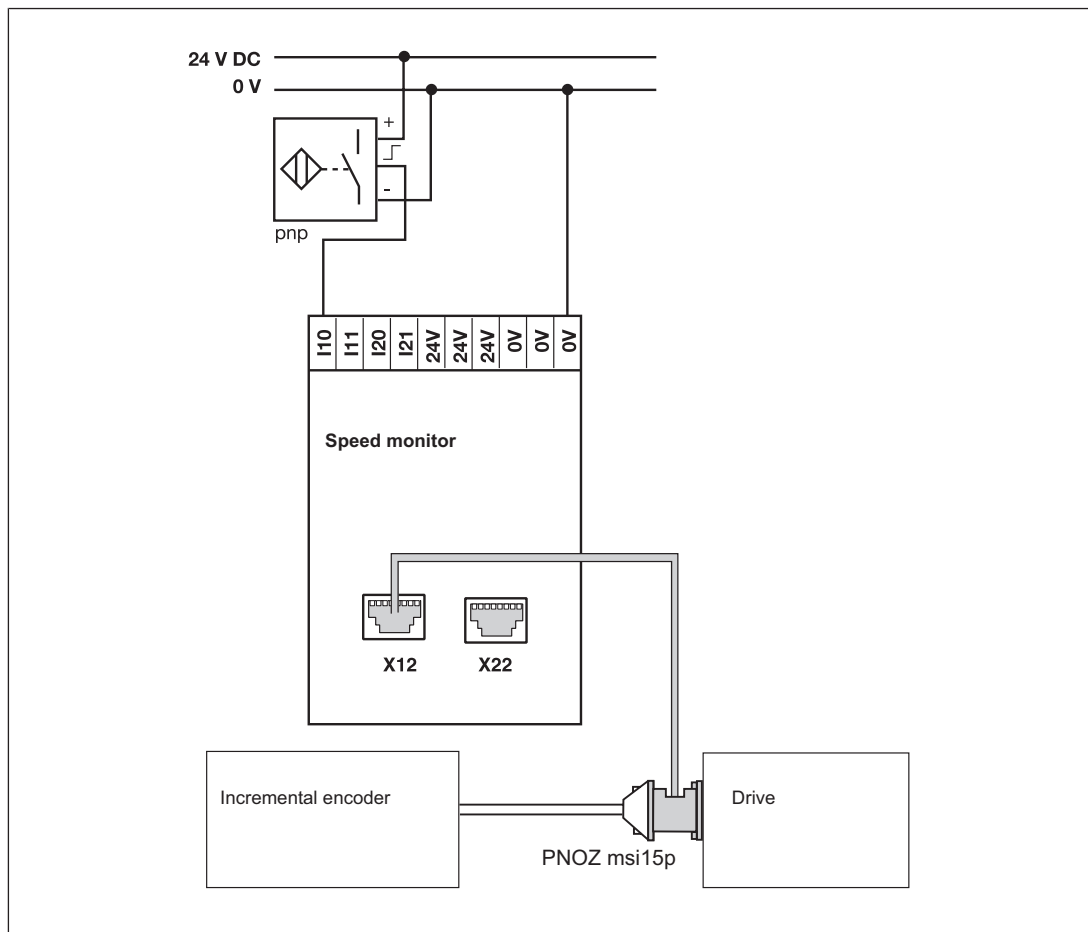 24 V DC
0 V
+
-
pnp
I10 I11 I20 I21 24V 24V 24V 0V 0V 0V
Speed monitor
X12 X22
Incremental encoder
Drive
PNOZ msi15p